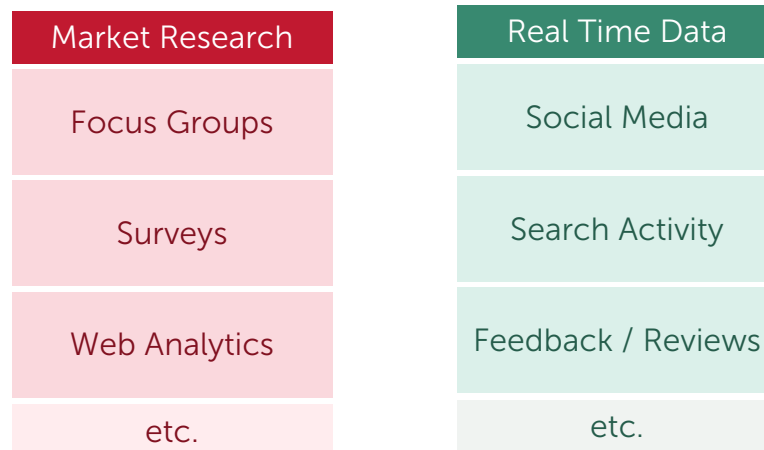 Market Research
Focus Groups
Surveys
Web Analytics
etc.
Real Time Data
Social Media
Search Activity
Feedback / Reviews
etc.